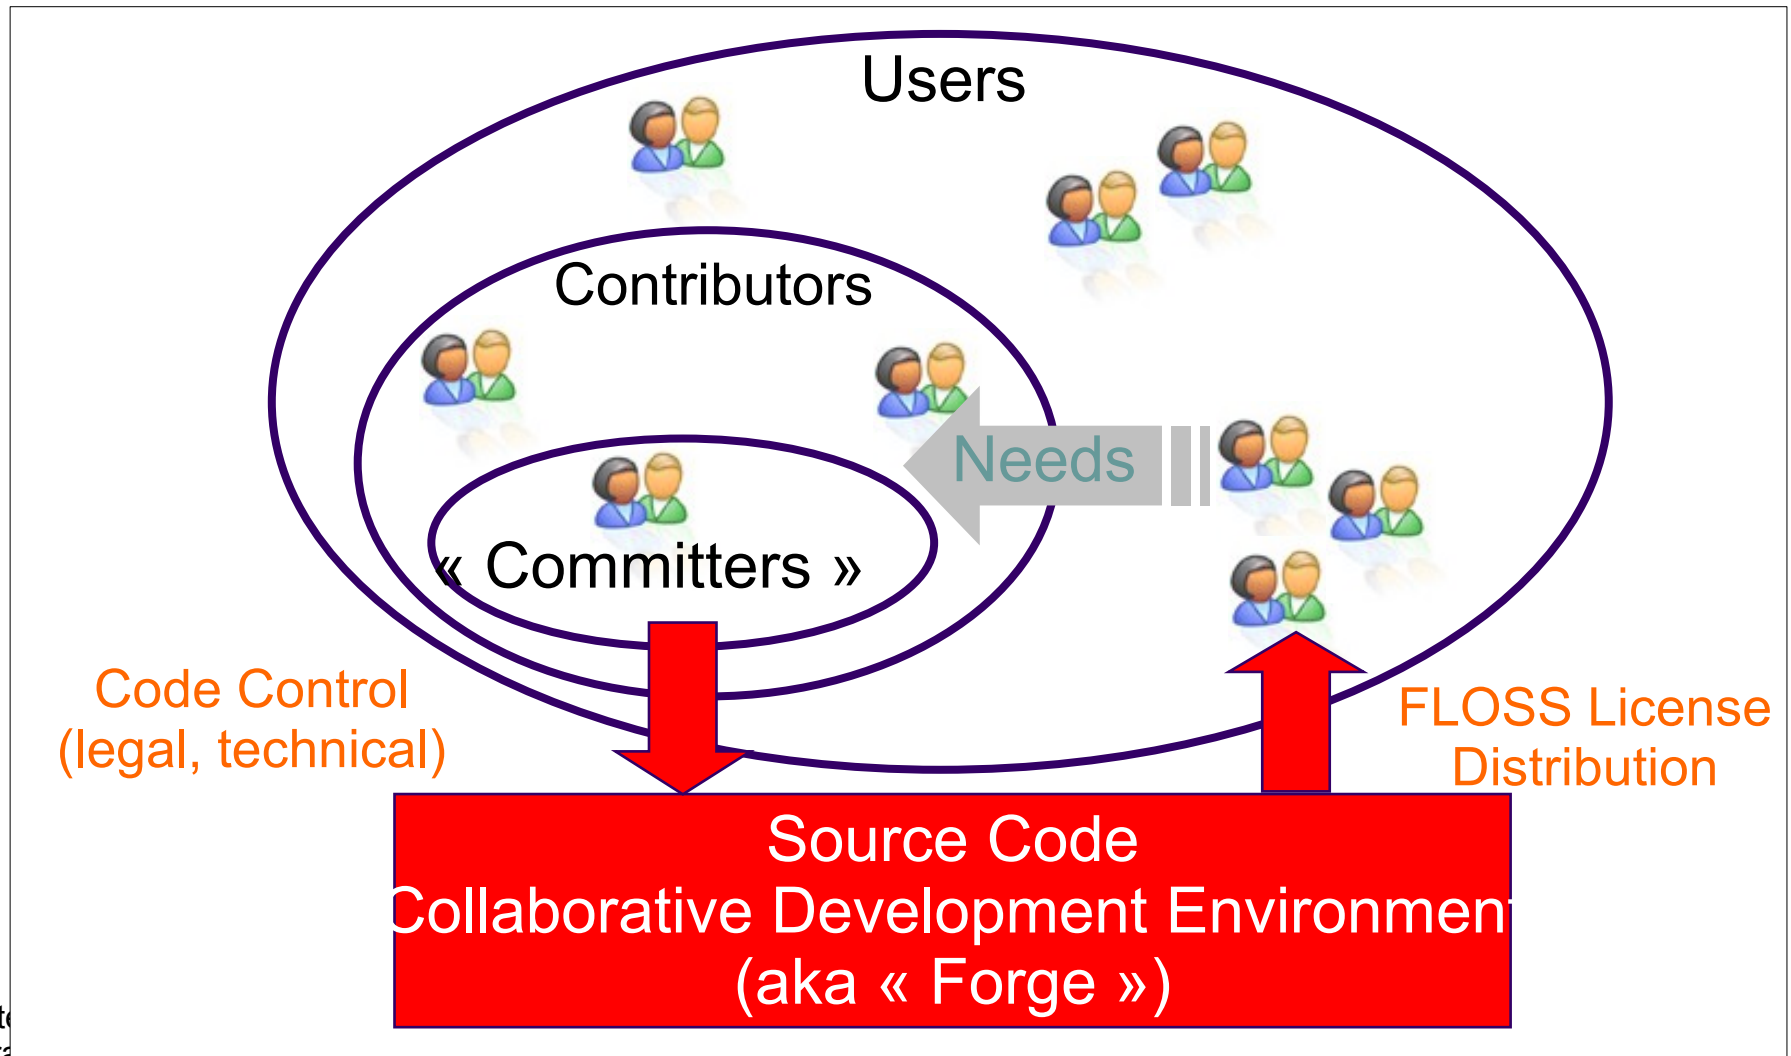 Users
Contributors
Needs
« Committers »
Code Control
(legal, technical)
FLOSS License
Distribution
Source Code
Collaborative Development Environment
(aka « Forge »)